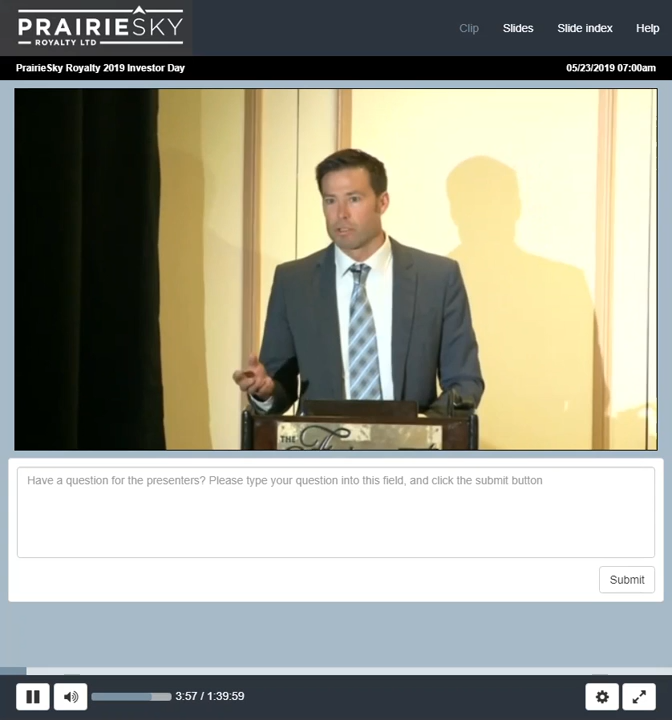 PRAIRIESKY
ROYALTY LTD
Clip
Slides
Slide index
Help
PrairieSky Royalty 2019 Investor Day
05/23/2019 07:00am
THE
Have a question for the presenters? Please type your question into this field, and click the submit button
Submit
3:57 / 1:39:59